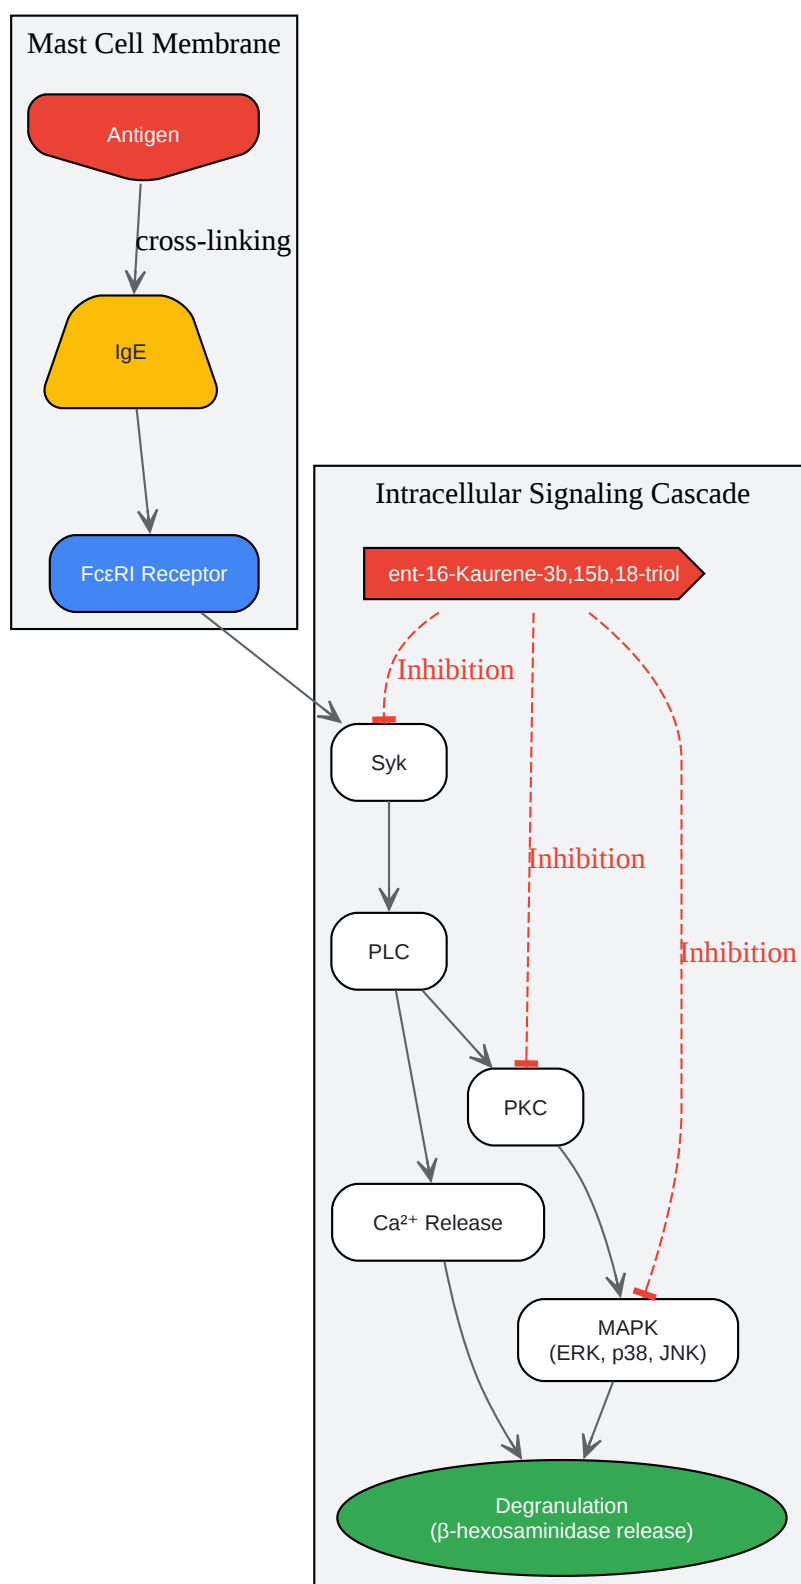 Mast Cell Membrane
Antigen
cross-linking
IgE
FcεRI Receptor
Intracellular Signaling Cascade
ent-16-Kaurene-3b,15b,18-triol
Inhibition
Syk
Inhibition
PLC
Inhibition
PKC
Ca²⁺ Release
MAPK
(ERK, p38, JNK)
Degranulation
(β-hexosaminidase release)